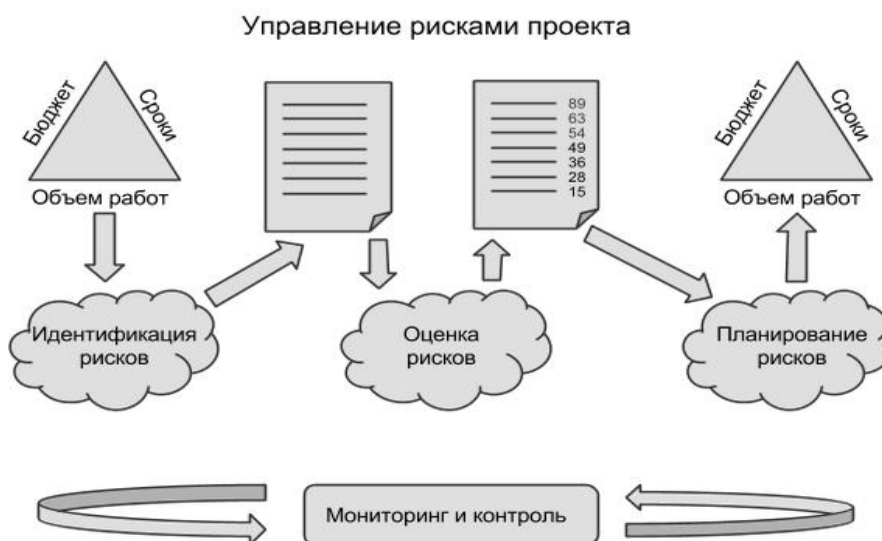 Управление рисками проекта
Бюджет
Сроки
Объем работ
89
63
54
49
36
28
15
Бюджет
Сроки
Объем работ
Идентификация
рисков
Оценка
рисков
Планирование
рисков
Мониторинг и контроль